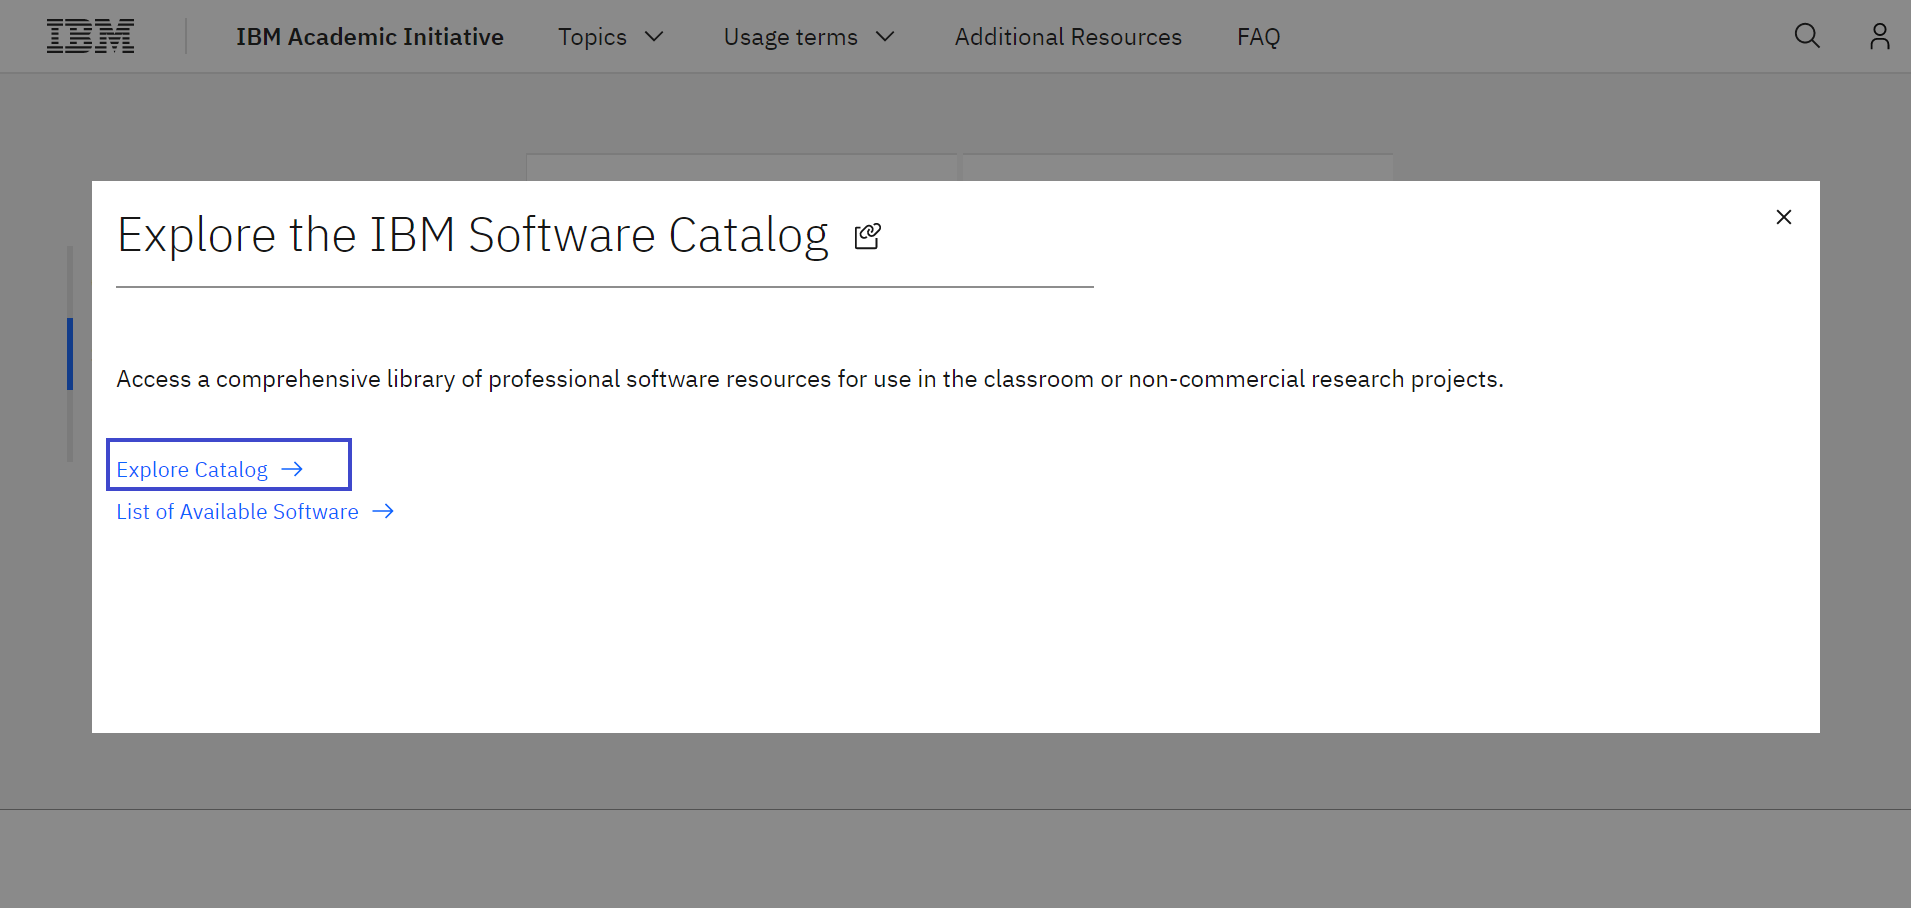 IBM IBM Academic Initiative Topics Usage terms Additional Resources FAQ
Explore the IBM Software Catalog
Access a comprehensive library of professional software resources for use in the classroom or non-commercial research projects.
Explore Catalog
List of Available Software